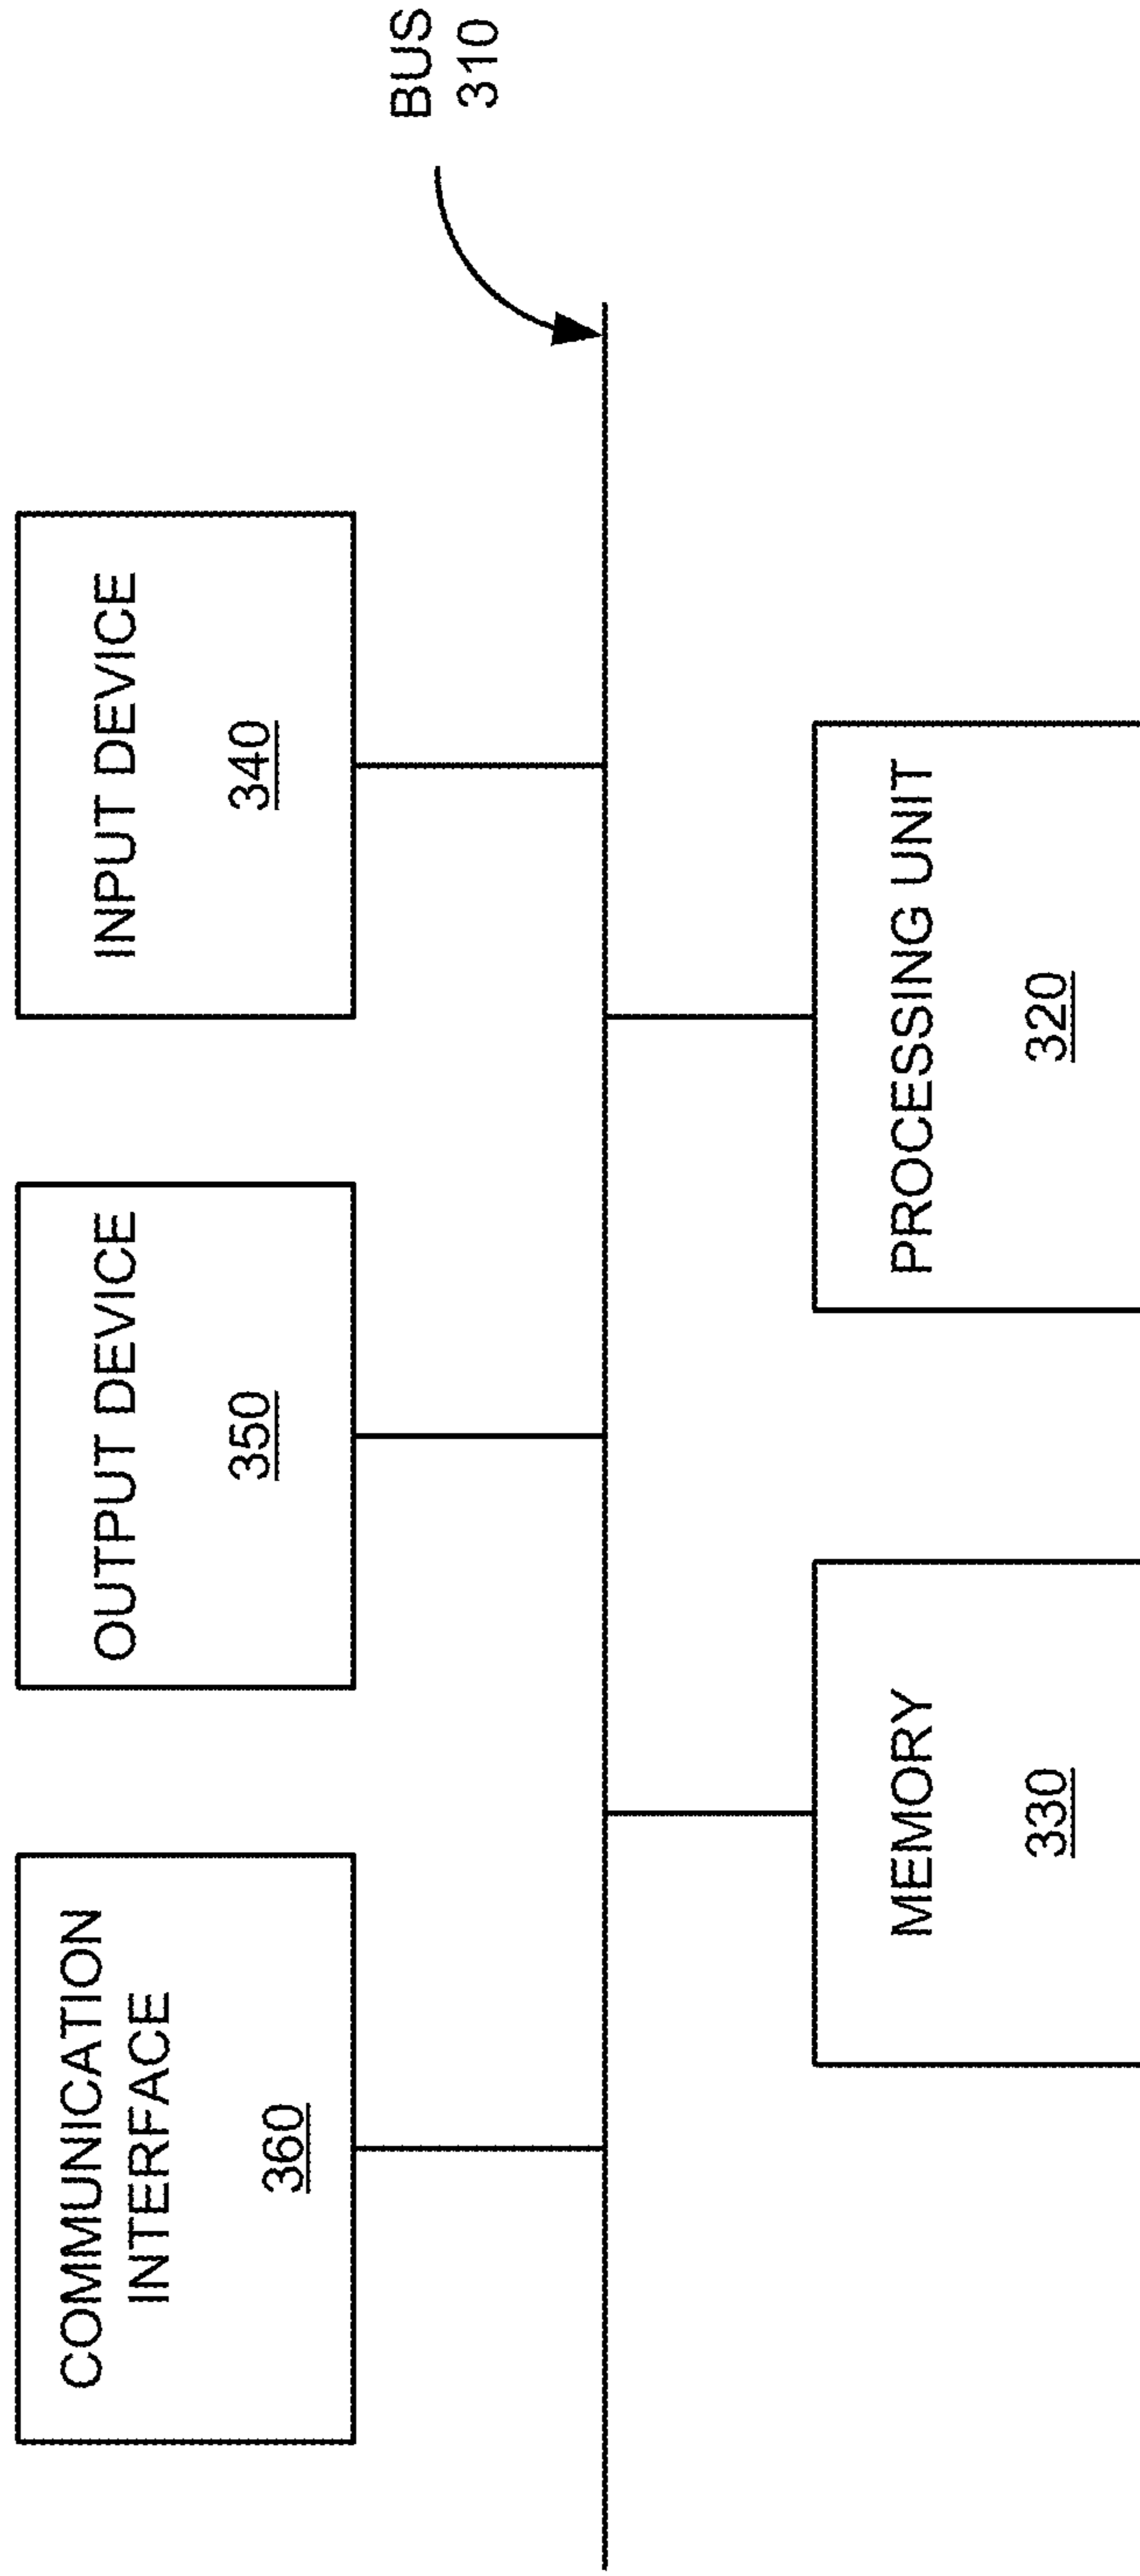 COMMUNICATION
INTERFACE
360
OUTPUT DEVICE
350
INPUT DEVICE
340
BUS
310
MEMORY
330
PROCESSING UNIT
320